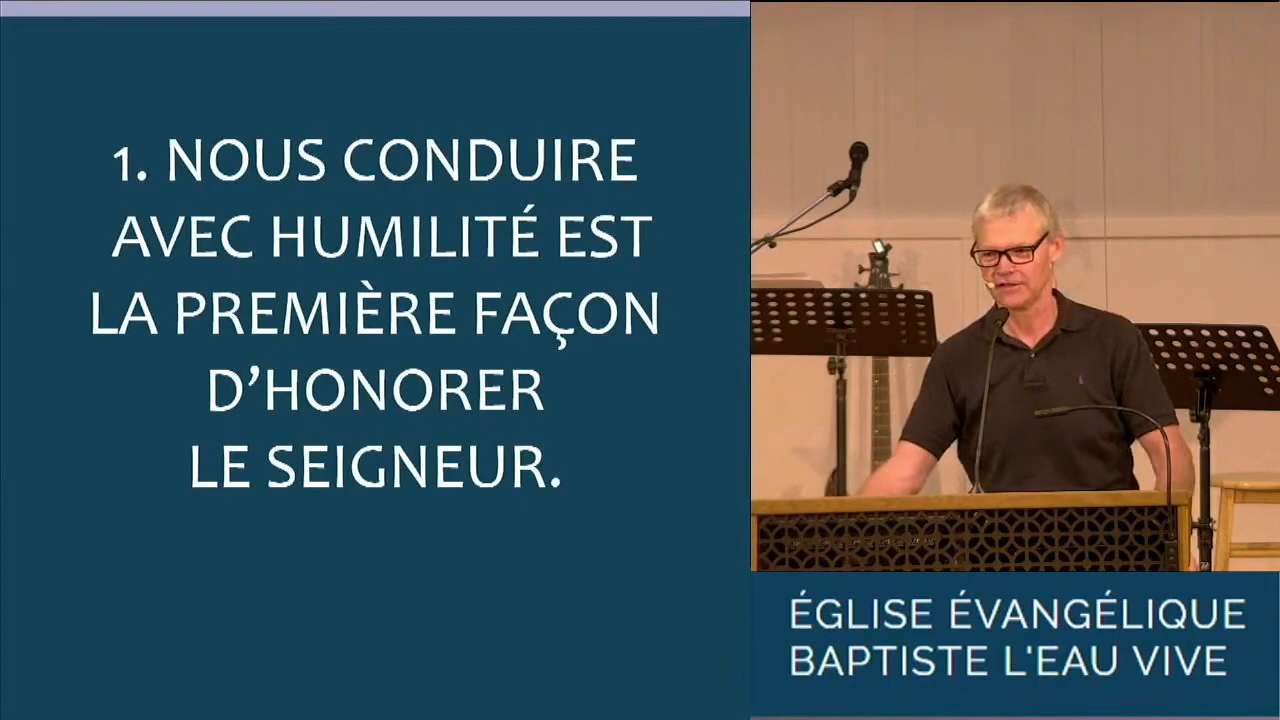 1. NOUS CONDUIRE
AVEC HUMILITÉ EST
LA PREMIÈRE FAÇON
D’HONORER
LE SEIGNEUR.
ÉGLISE ÉVANGÉLIQUE
BAPTISTE L'EAU VIVE